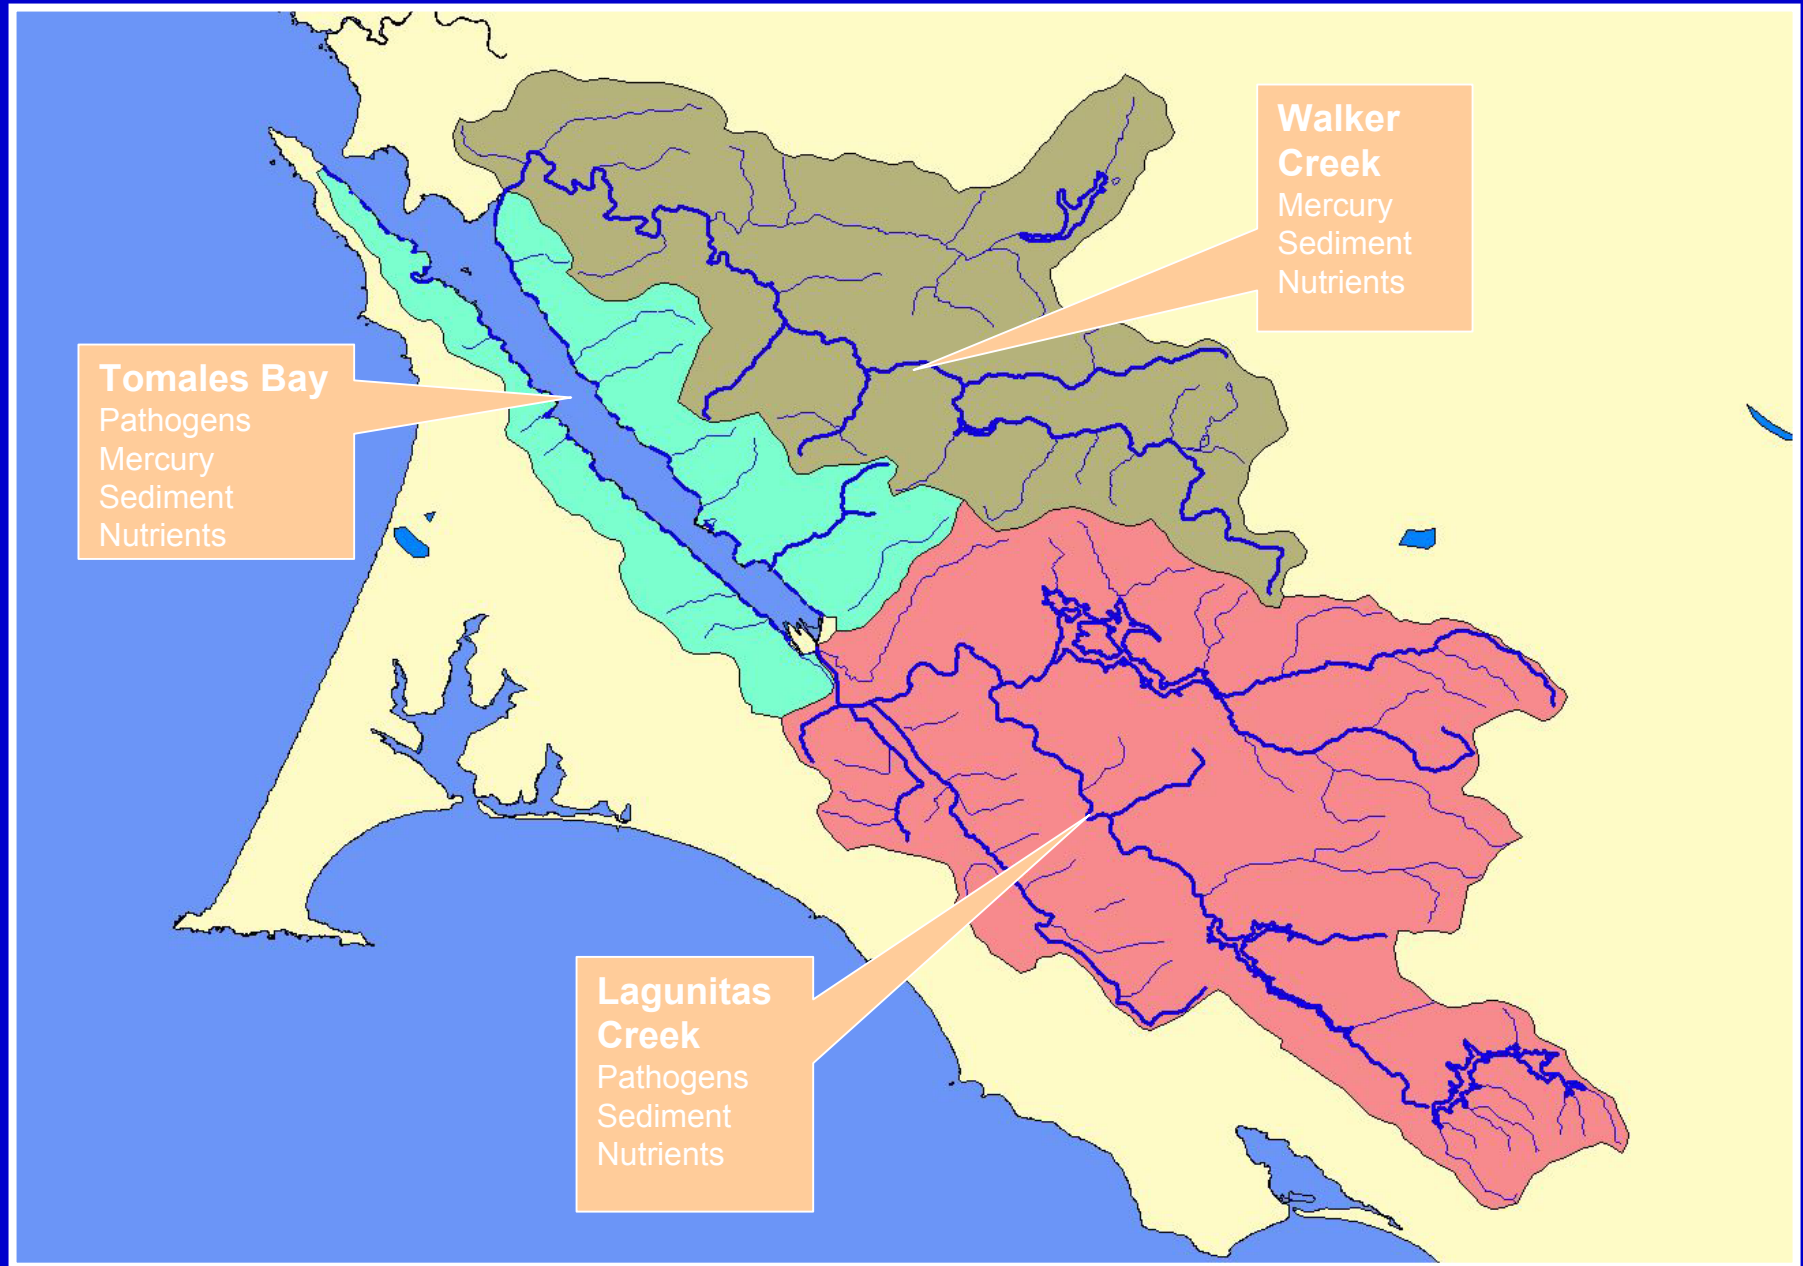 Walker
Creek
Mercury
Sediment
Nutrients
Tomales Bay
Pathogens
Mercury
Sediment
Nutrients
Lagunitas
Creek
Pathogens
Sediment
Nutrients